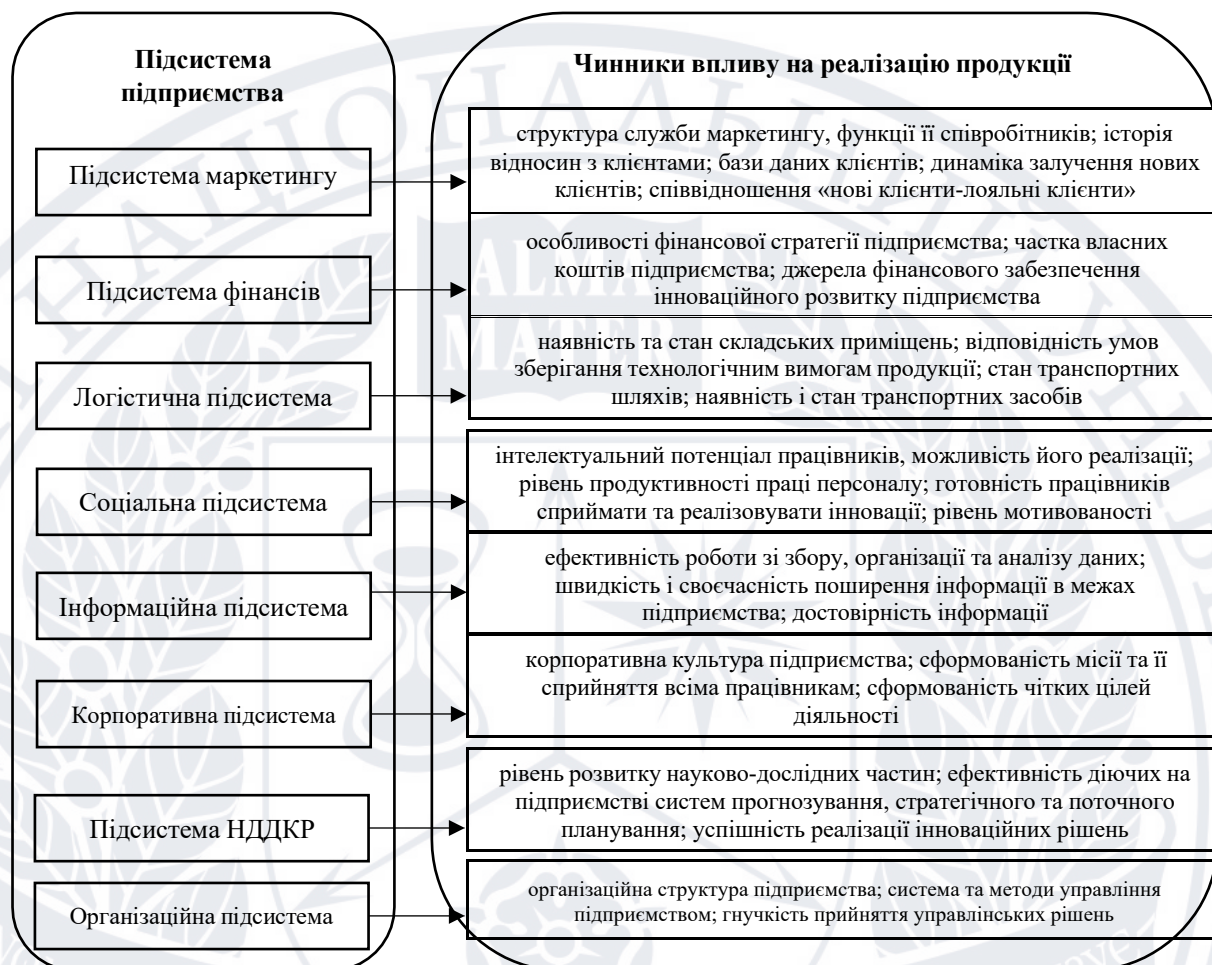 Підсистема
підприємства
Чинники впливу на реалізацію продукції
Підсистема маркетингу
структура служби маркетингу, функції її співробітників; історія
відносин з клієнтами; бази даних клієнтів; динаміка залучення нових
клієнтів; співвідношення «нові клієнти-лояльні клієнти»
Підсистема фінансів
особливості фінансової стратегії підприємства; частка власних
коштів підприємства; джерела фінансового забезпечення
інноваційного розвитку підприємства
Логістична підсистема
наявність та стан складських приміщень; відповідність умов
зберігання технологічним вимогам продукції; стан транспортних
шляхів; наявність і стан транспортних засобів
Соціальна підсистема
інтелектуальний потенціал працівників, можливість його реалізації;
рівень продуктивності праці персоналу; готовність працівників
сприймати та реалізовувати інновації; рівень мотивованості
Інформаційна підсистема
ефективність роботи зі збору, організації та аналізу даних;
швидкість і своєчасність поширення інформації в межах
підприємства; достовірність інформації
Корпоративна підсистема
корпоративна культура підприємства; сформованість місії та її
сприйняття всіма працівникам; сформованість чітких цілей
діяльності
Підсистема НДДКР
рівень розвитку науково-дослідних частин; ефективність діючих на
підприємстві систем прогнозування, стратегічного та поточного
планування; успішність реалізації інноваційних рішень
Організаційна підсистема
організаційна структура підприємства; система та методи управління
підприємством; гнучкість прийняття управлінських рішень
ALMA
MATER